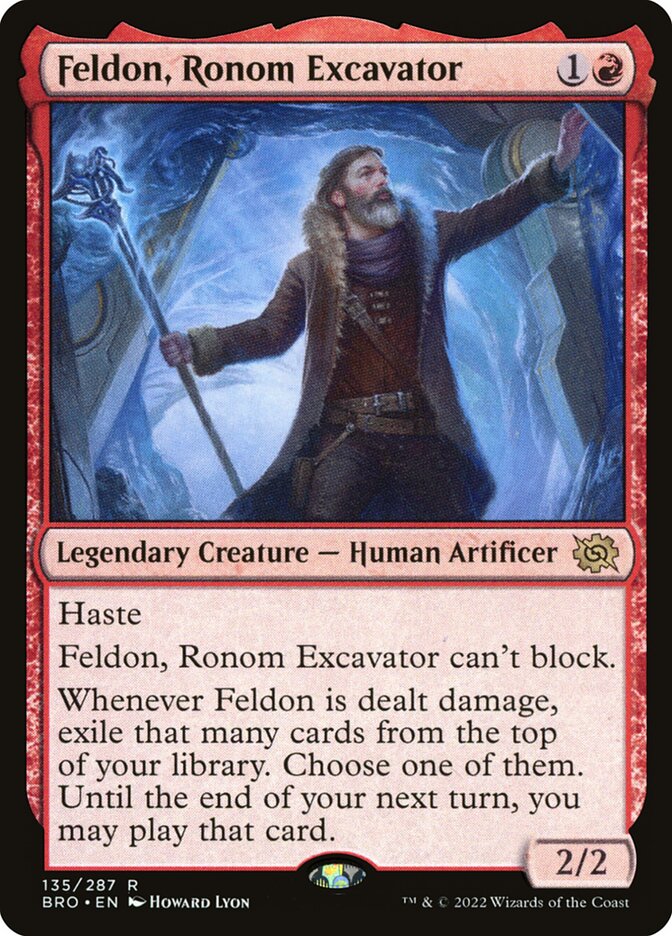 Feldon, Ronom Excavator 1
Legendary Creature — Human Artificer
Haste
Feldon, Ronom Excavator can't block.
Whenever Feldon is dealt damage,
exile that many cards from the top
of your library. Choose one of them.
Until the end of your next turn, you
may play that card.
2/2
135/287 R
BRO • EN Howard Lyon
™ & © 2022 Wizards of the Coast